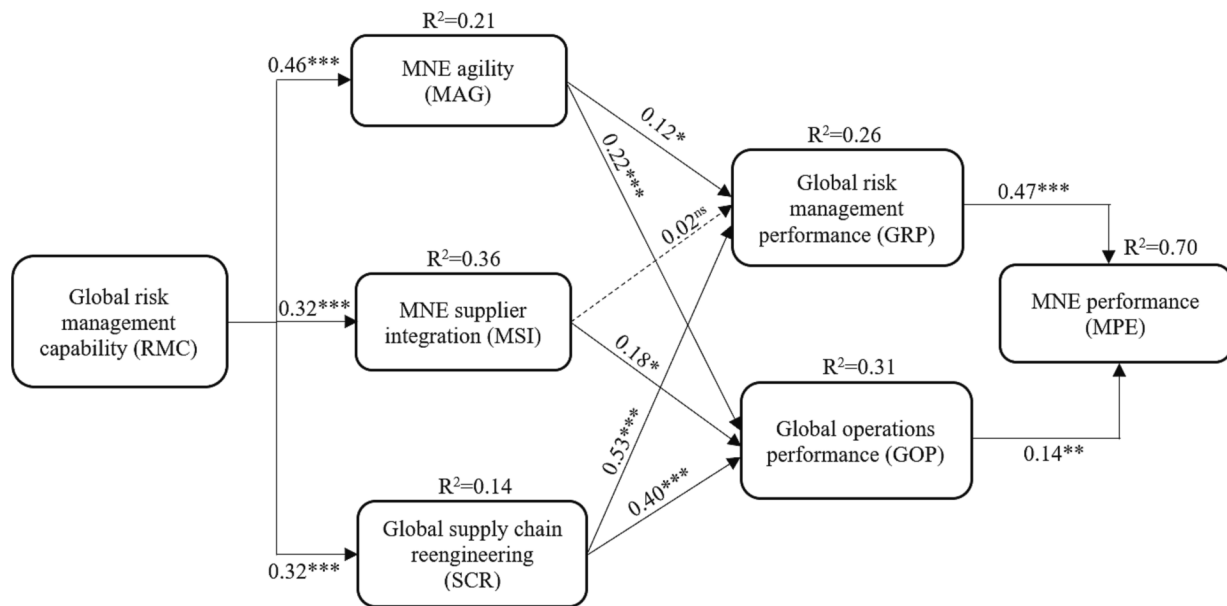 R²=0.21
0.46***
MNE agility
(MAG)
0.12*
0.22***
R²=0.26
Global risk
management
performance (GRP)
0.47***
0.02ⁿˢ
R²=0.36
R²=0.70
Global risk
management
capability (RMC)
0.32***
MNE supplier
integration (MSI)
MNE performance
(MPE)
0.18*
R²=0.31
0.53***
Global operations
performance (GOP)
0.14**
R²=0.14
0.40***
Global supply chain
reengineering
(SCR)
0.32***